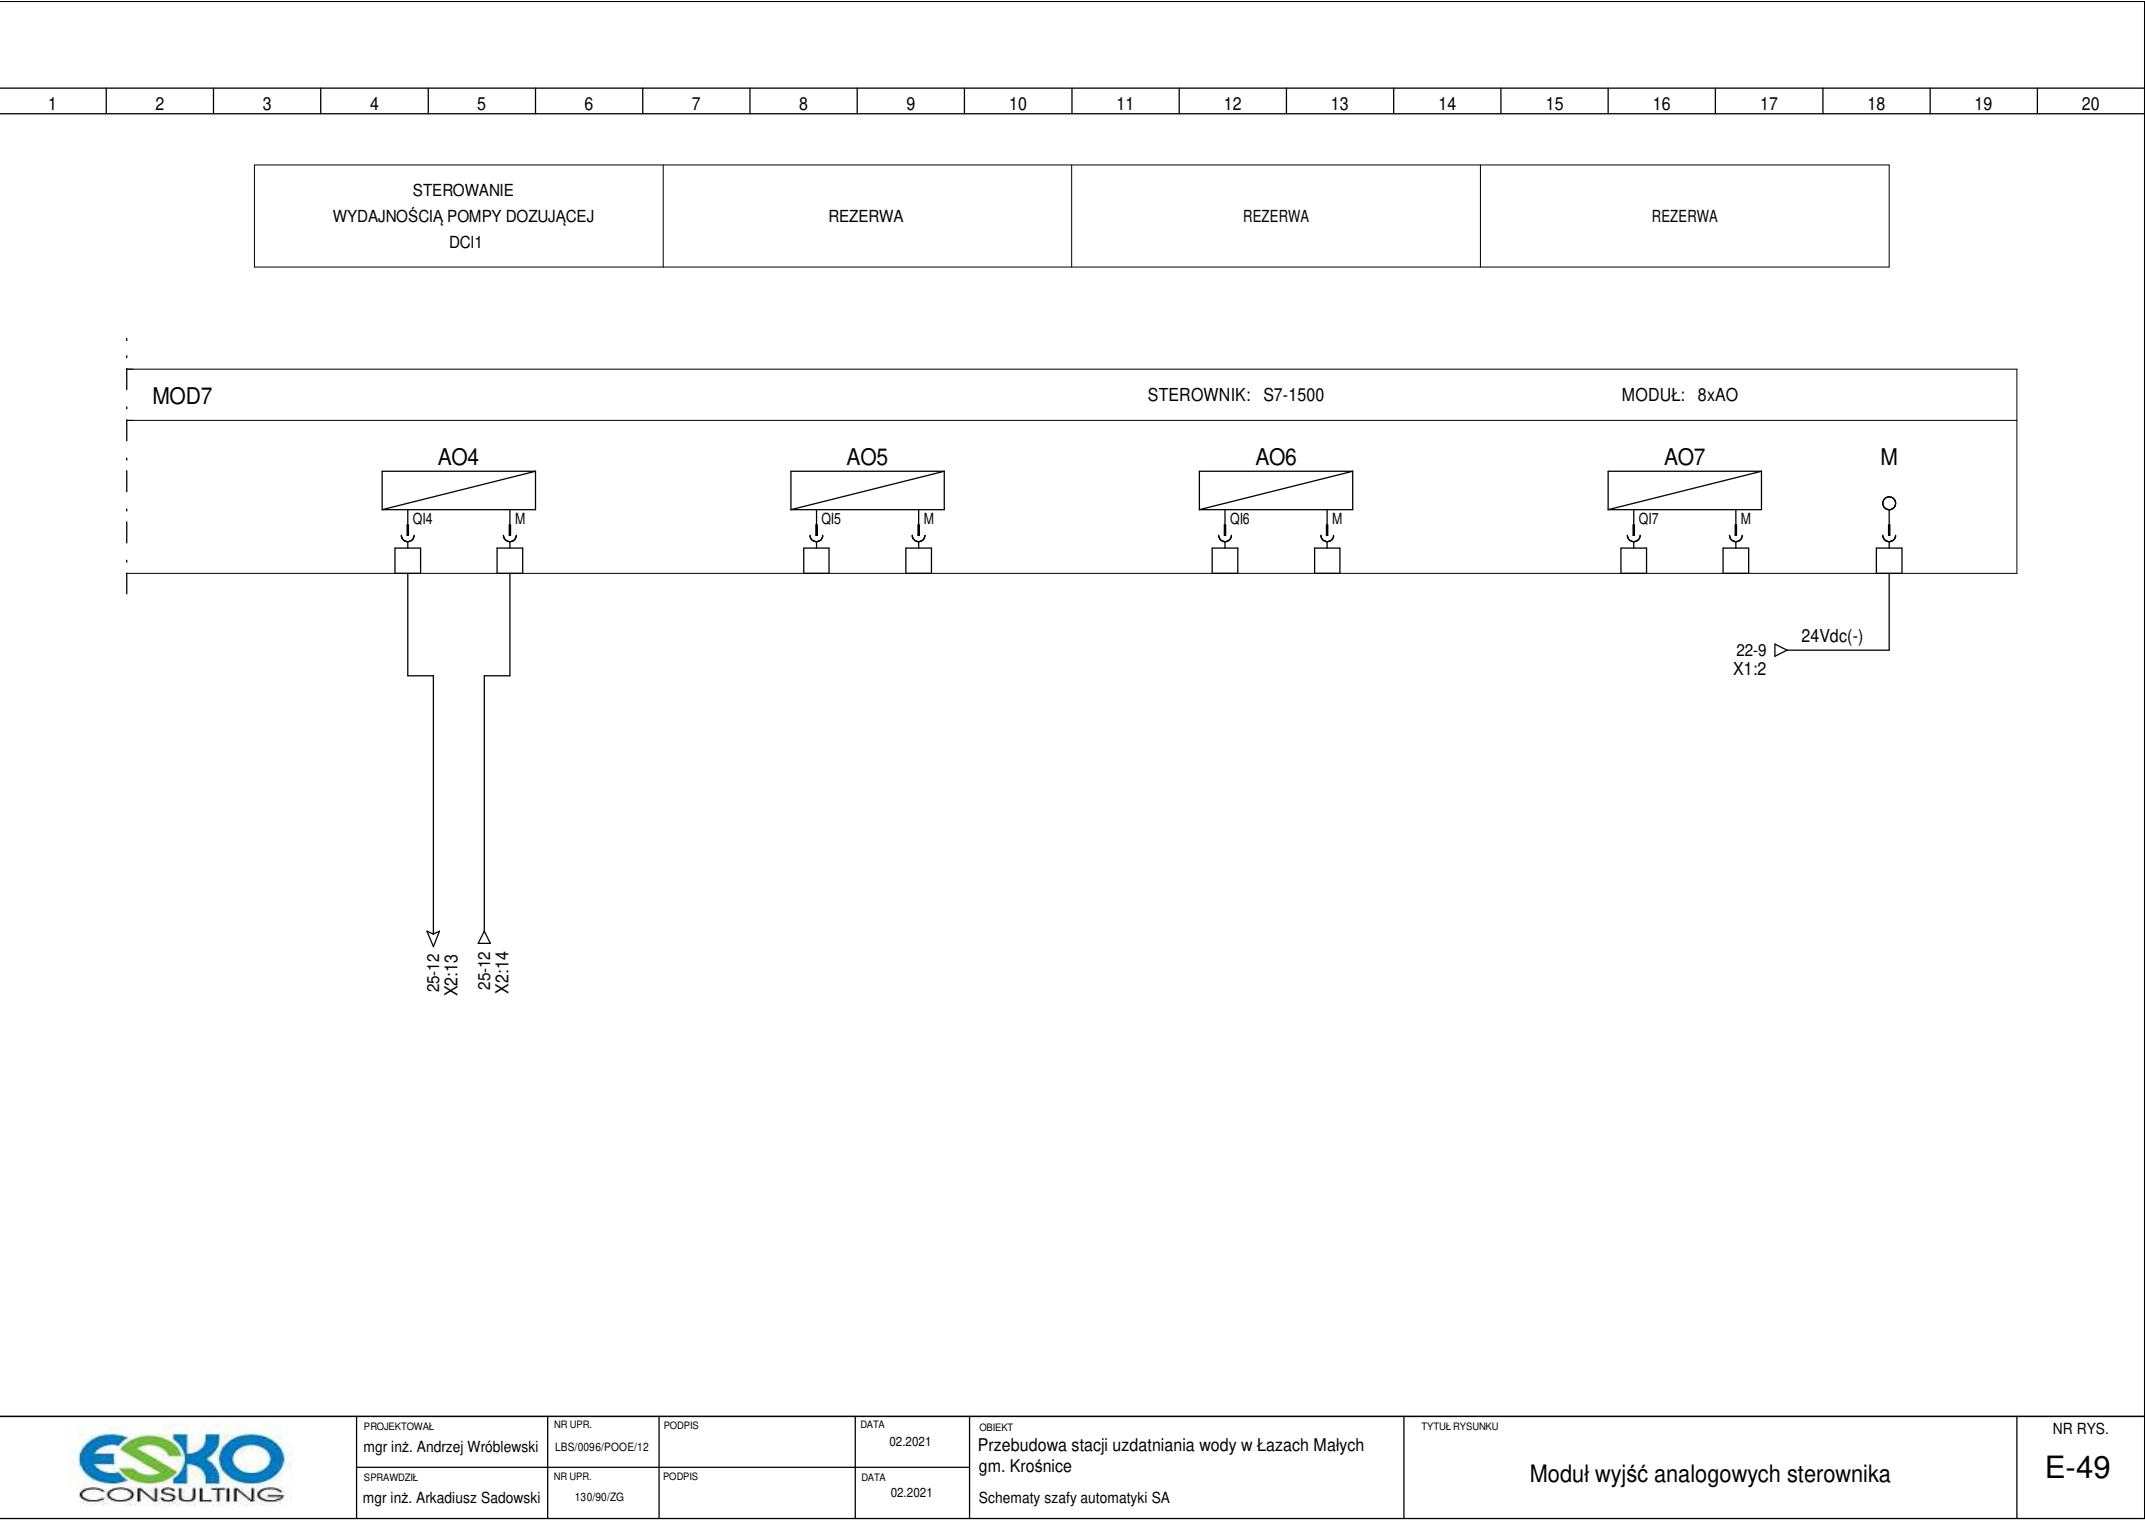 1 2 3 4 5 6 7 8 9 10 11 12 13 14 15 16 17 18 19 20
STEROWANIE
WYDAJNOŚCIĄ POMPY DOZUJĄCEJ
DCl1
REZERWA
REZERWA
REZERWA
MOD7
STEROWNIK: S7-1500
MODUŁ: 8xAO
AO4
AO5
AO6
AO7
M
QI4 M
QI5 M
QI6 M
QI7 M
24Vdc(-)
22-9
X1:2
25-12
X2:13
25-12
X2:14
ESKO
CONSULTING
PROJEKTOWAŁ
mgr inż. Andrzej Wróblewski
NR UPR.
LBS/0096/POOE/12
PODPIS
DATA
02.2021
SPRAWDZIŁ
mgr inż. Arkadiusz Sadowski
NR UPR.
130/90/ZG
PODPIS
DATA
02.2021
OBIEKT
Przebudowa stacji uzdatniania wody w Łazach Małych
gm. Krośnice
Schematy szafy automatyki SA
TYTUŁ RYSUNKU
Moduł wyjść analogowych sterownika
NR RYS.
E-49